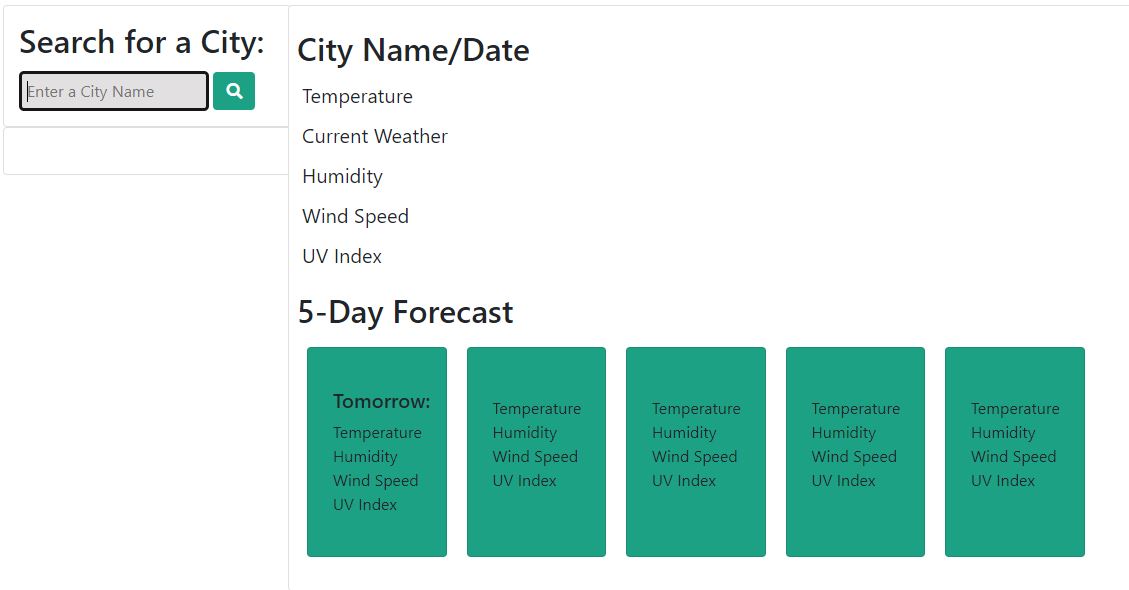 Search for a City:
Enter a City Name
City Name/Date
Temperature
Current Weather
Humidity
Wind Speed
UV Index
5-Day Forecast
Tomorrow:
Temperature
Humidity
Wind Speed
UV Index
Temperature
Humidity
Wind Speed
UV Index
Temperature
Humidity
Wind Speed
UV Index
Temperature
Humidity
Wind Speed
UV Index
Temperature
Humidity
Wind Speed
UV Index